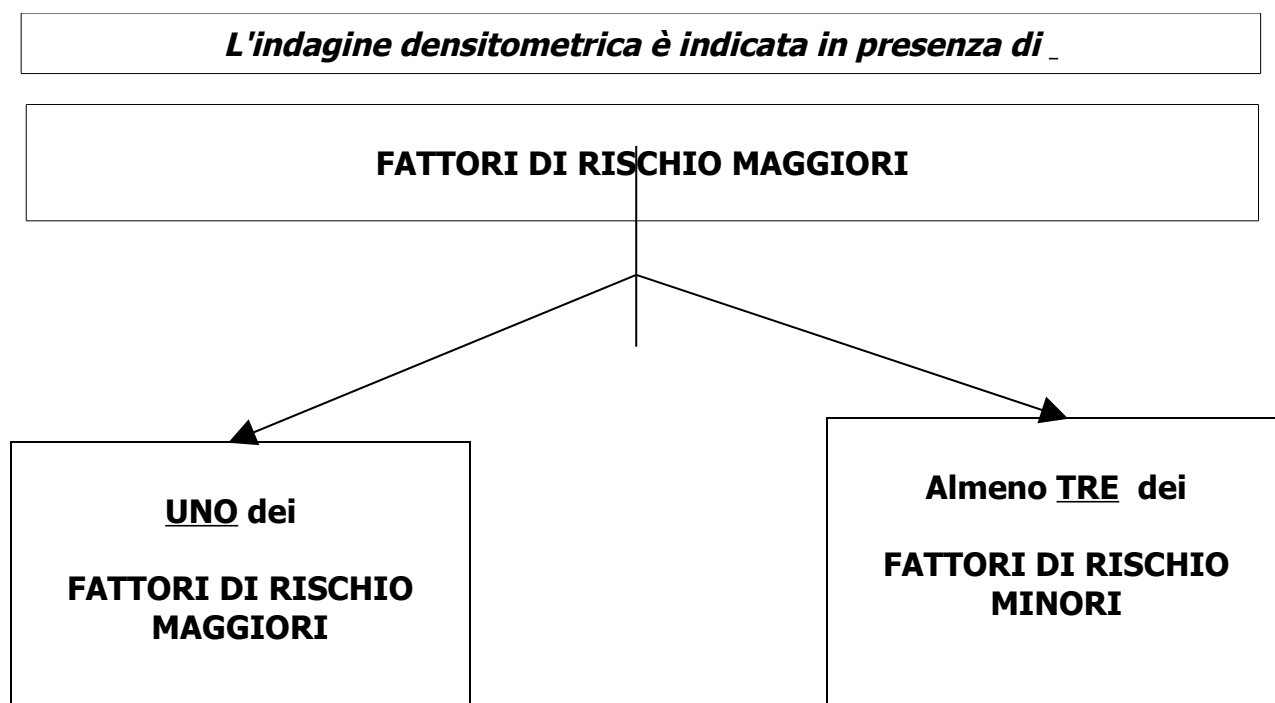 L'indagine densitometrica è indicata in presenza di _
FATTORI DI RISCHIO MAGGIORI
UNO dei
FATTORI DI RISCHIO
MAGGIORI
Almeno TRE dei
FATTORI DI RISCHIO
MINORI